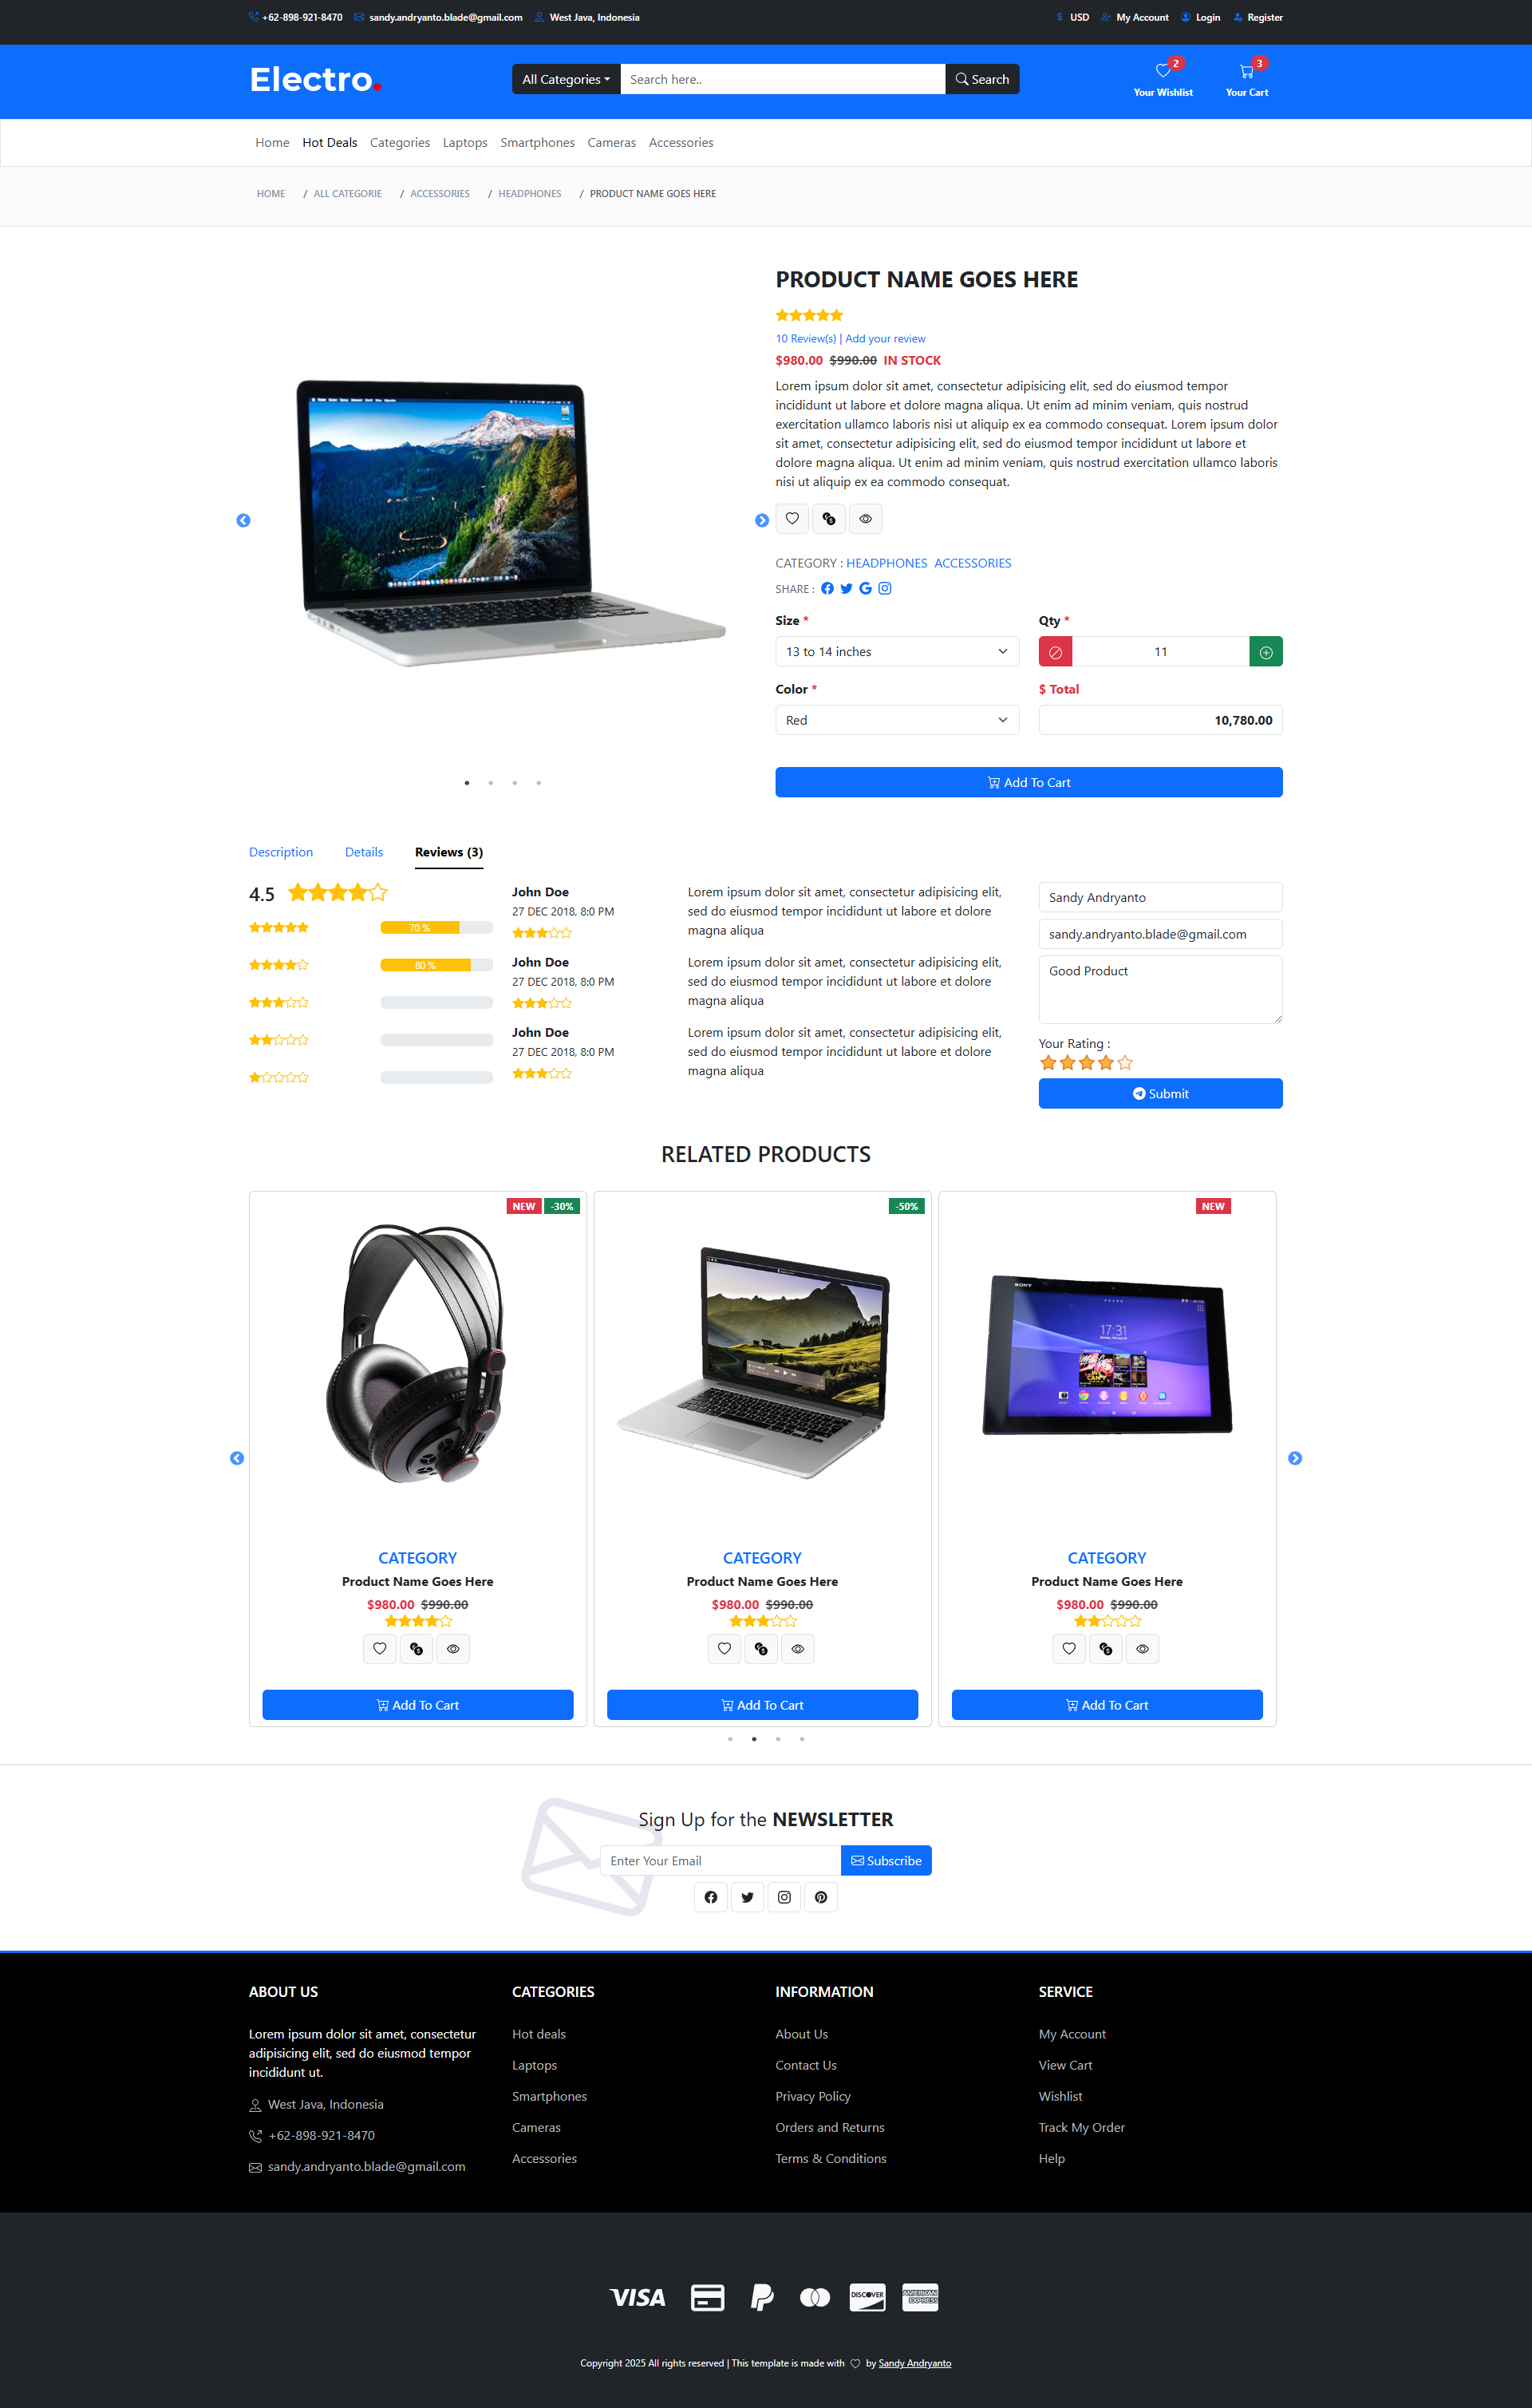 +62-898-921-8470 sandy.andryanto.blade@gmail.com West Java, Indonesia $ USD My Account Login Register
Electro.
All Categories Search here.. Search
2
Your Wishlist
3
Your Cart
Home Hot Deals Categories Laptops Smartphones Cameras Accessories
HOME / ALL CATEGORIE / ACCESSORIES / HEADPHONES / PRODUCT NAME GOES HERE
PRODUCT NAME GOES HERE
10 Review(s) | Add your review
$980.00 $990.00 IN STOCK
Lorem ipsum dolor sit amet, consectetur adipisicing elit, sed do eiusmod tempor
incididunt ut labore et dolore magna aliqua. Ut enim ad minim veniam, quis nostrud
exercitation ullamco laboris nisi ut aliquip ex ea commodo consequat. Lorem ipsum dolor
sit amet, consectetur adipisicing elit, sed do eiusmod tempor incididunt ut labore et
dolore magna aliqua. Ut enim ad minim veniam, quis nostrud exercitation ullamco laboris
nisi ut aliquip ex ea commodo consequat.
CATEGORY : HEADPHONES ACCESSORIES
SHARE :
Size * Qty *
13 to 14 inches 11
Color * $ Total
Red 10,780.00
Add To Cart
Description Details Reviews (3)
4.5
70 %
80 %
John Doe
27 DEC 2018, 8:0 PM
Lorem ipsum dolor sit amet, consectetur adipisicing elit,
sed do eiusmod tempor incididunt ut labore et dolore
magna aliqua
John Doe
27 DEC 2018, 8:0 PM
Lorem ipsum dolor sit amet, consectetur adipisicing elit,
sed do eiusmod tempor incididunt ut labore et dolore
magna aliqua
John Doe
27 DEC 2018, 8:0 PM
Lorem ipsum dolor sit amet, consectetur adipisicing elit,
sed do eiusmod tempor incididunt ut labore et dolore
magna aliqua
Sandy Andryanto
sandy.andryanto.blade@gmail.com
Good Product
Your Rating :
Submit
RELATED PRODUCTS
NEW -30%
CATEGORY
Product Name Goes Here
$980.00 $990.00
Add To Cart
-50%
CATEGORY
Product Name Goes Here
$980.00 $990.00
Add To Cart
NEW
SONY
17:31
CATEGORY
Product Name Goes Here
$980.00 $990.00
Add To Cart
Sign Up for the NEWSLETTER
Enter Your Email Subscribe
ABOUT US
Lorem ipsum dolor sit amet, consectetur
adipisicing elit, sed do eiusmod tempor
incididunt ut.
West Java, Indonesia
+62-898-921-8470
sandy.andryanto.blade@gmail.com
CATEGORIES
Hot deals
Laptops
Smartphones
Cameras
Accessories
INFORMATION
About Us
Contact Us
Privacy Policy
Orders and Returns
Terms & Conditions
SERVICE
My Account
View Cart
Wishlist
Track My Order
Help
VISA DISCOVER AMERICAN EXPRESS
Copyright 2025 All rights reserved | This template is made with by Sandy Andryanto